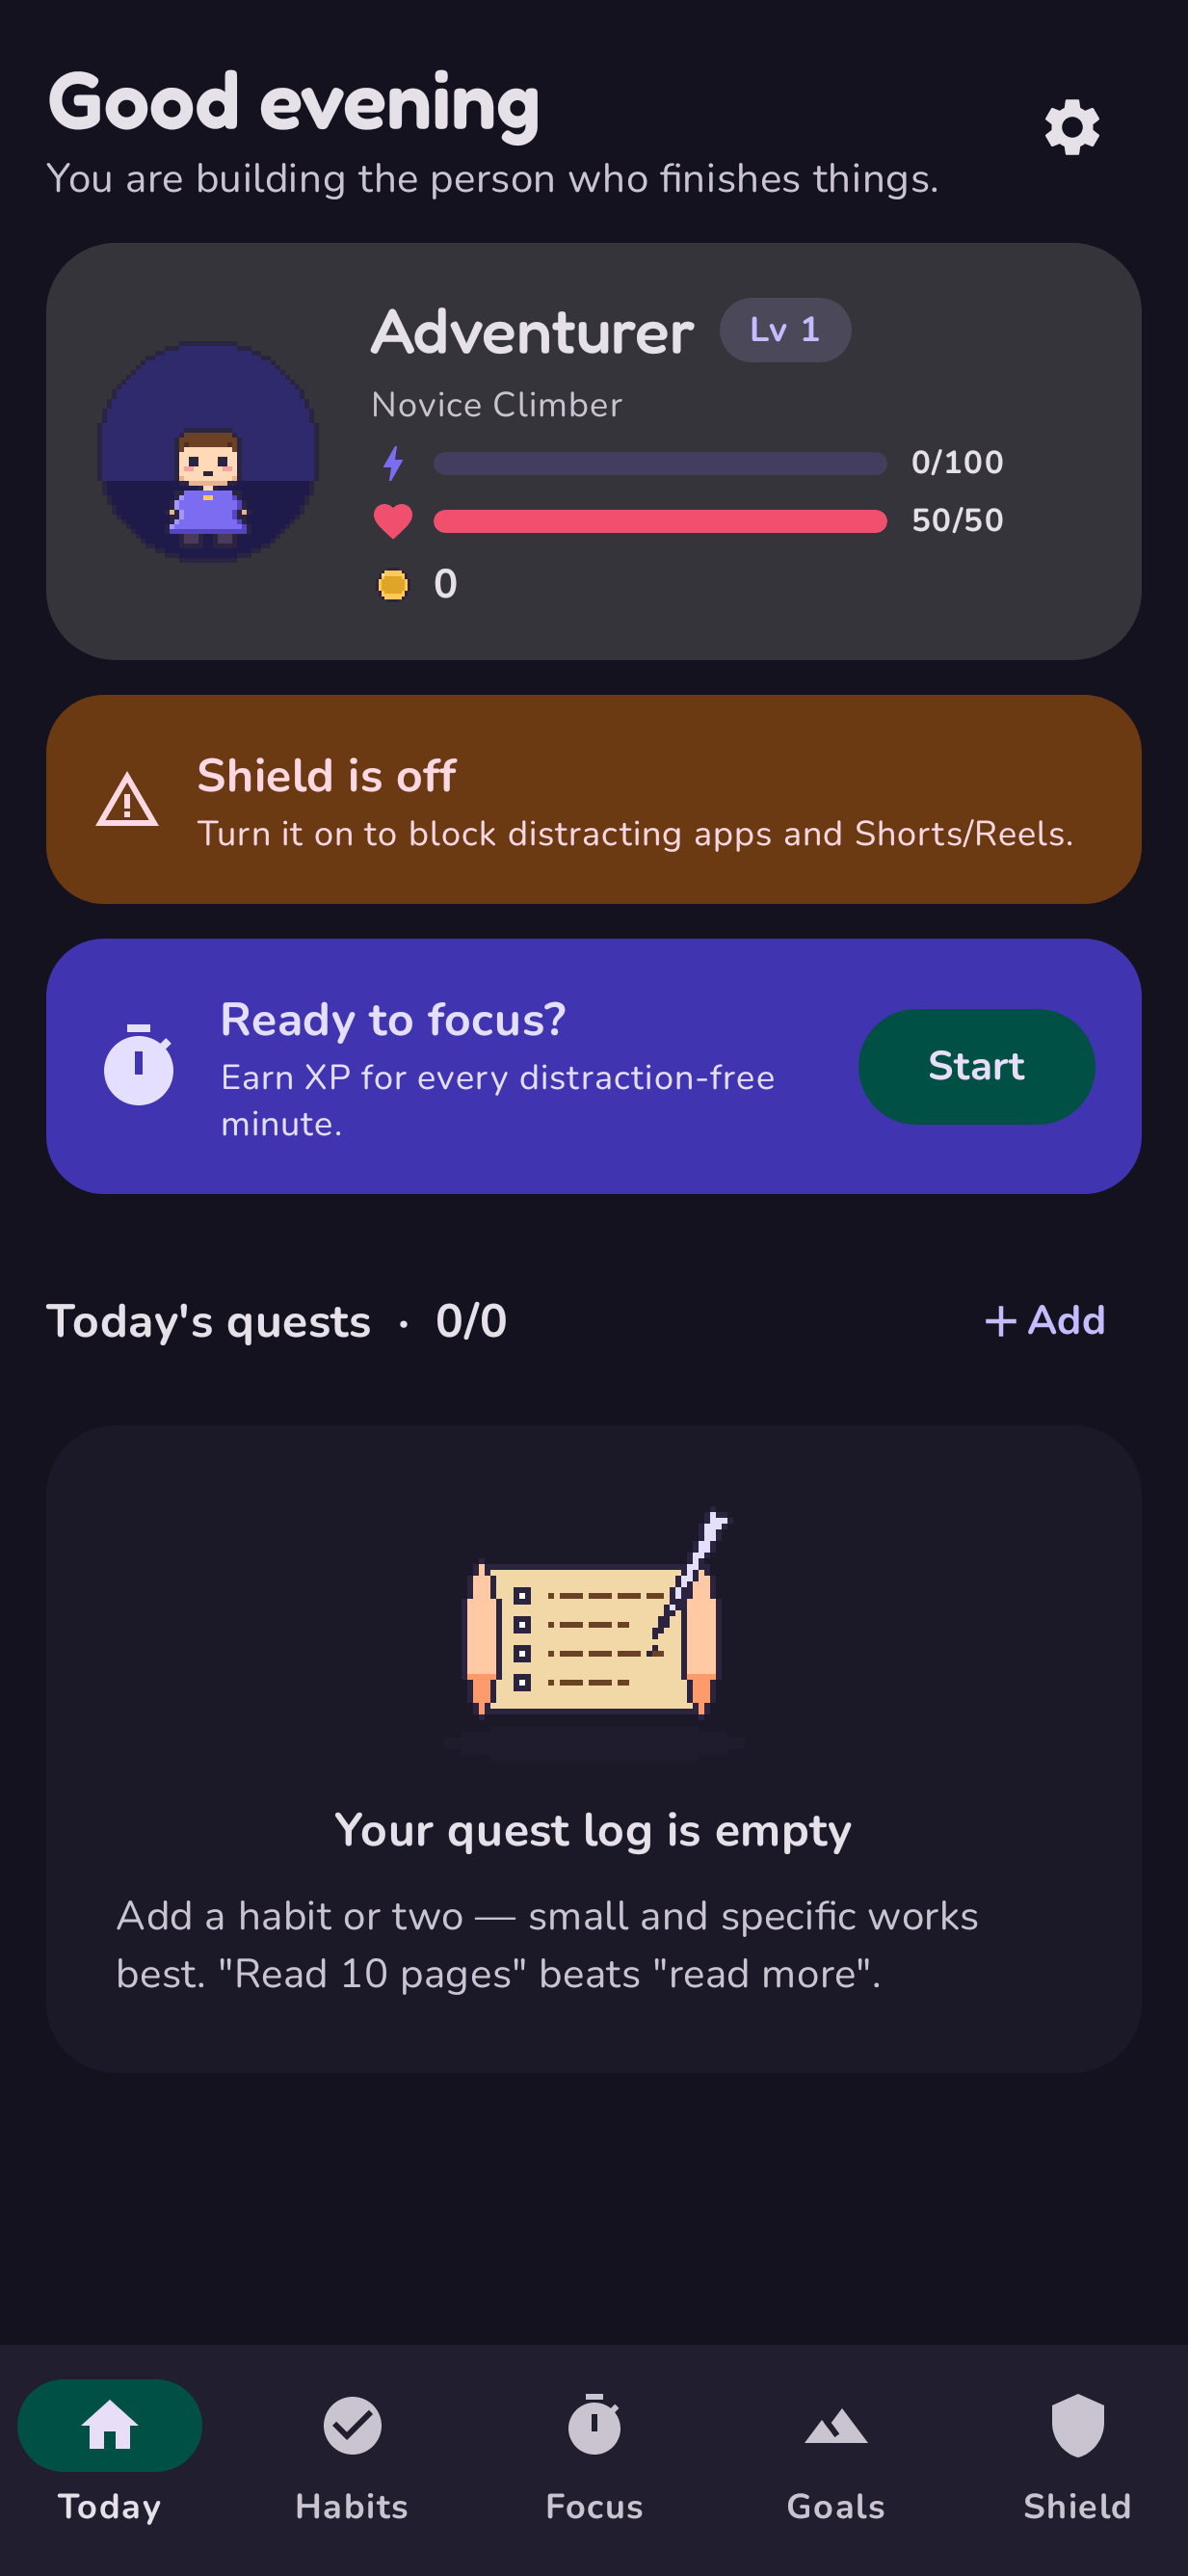 Good evening
You are building the person who finishes things.
Adventurer
Lv 1
Novice Climber
0/100
50/50
0
Shield is off
Turn it on to block distracting apps and Shorts/Reels.
Ready to focus?
Earn XP for every distraction-free
minute.
Start
Today's quests · 0/0
+ Add
Your quest log is empty
Add a habit or two — small and specific works
best. "Read 10 pages" beats "read more".
Today
Habits
Focus
Goals
Shield